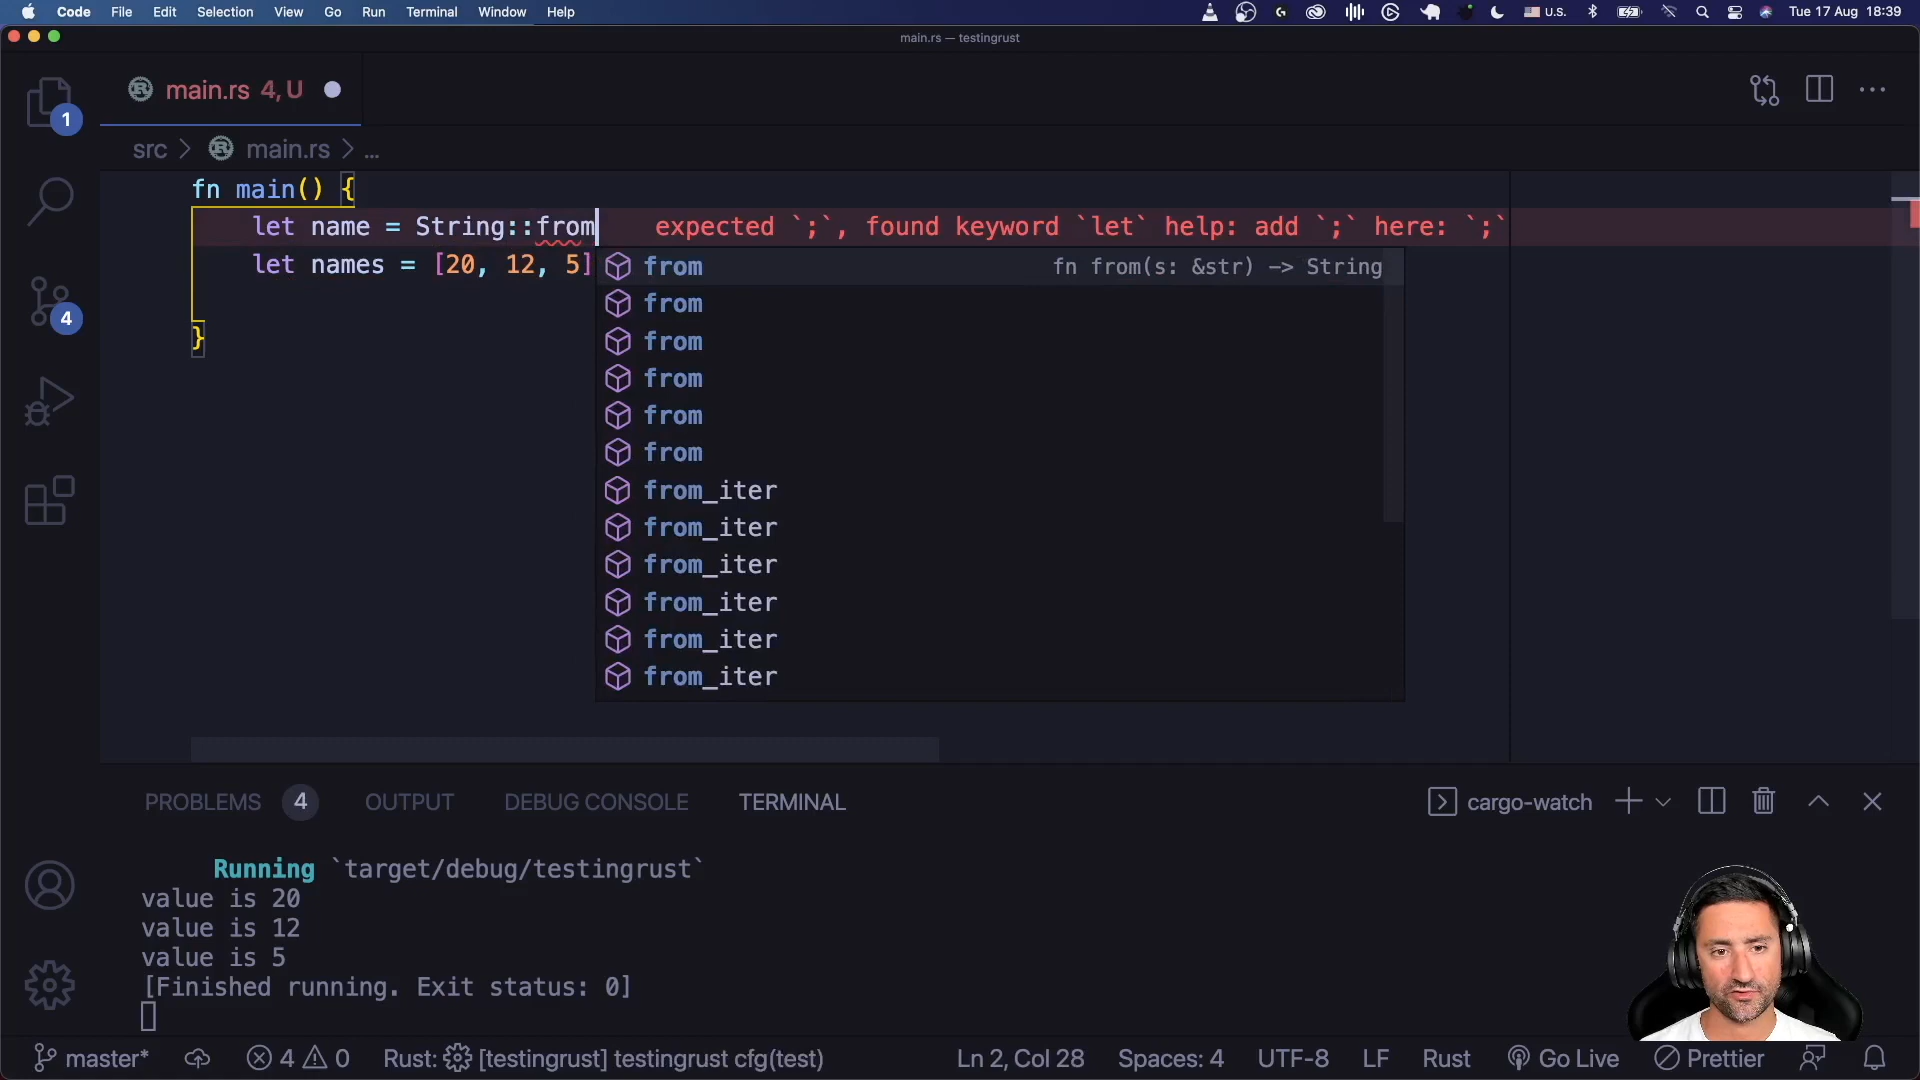 Code File Edit Selection View Go Run Terminal Window Help U.S. Tue 17 Aug 18:39
main.rs — testingrust
main.rs 4, U
1
src > main.rs > ...
fn main() {
let name = String::from expected `;`, found keyword `let` help: add `;` here: `;`
let names = [20, 12, 5]
from fn from(s: &str) -> String
from
from
from
from
from
from_iter
from_iter
from_iter
from_iter
from_iter
from_iter
}
4
PROBLEMS 4 OUTPUT DEBUG CONSOLE TERMINAL cargo-watch
Running `target/debug/testingrust`
value is 20
value is 12
value is 5
[Finished running. Exit status: 0]
master* 4 0 Rust: [testingrust] testingrust cfg(test) Ln 2, Col 28 Spaces: 4 UTF-8 LF Rust Go Live Prettier